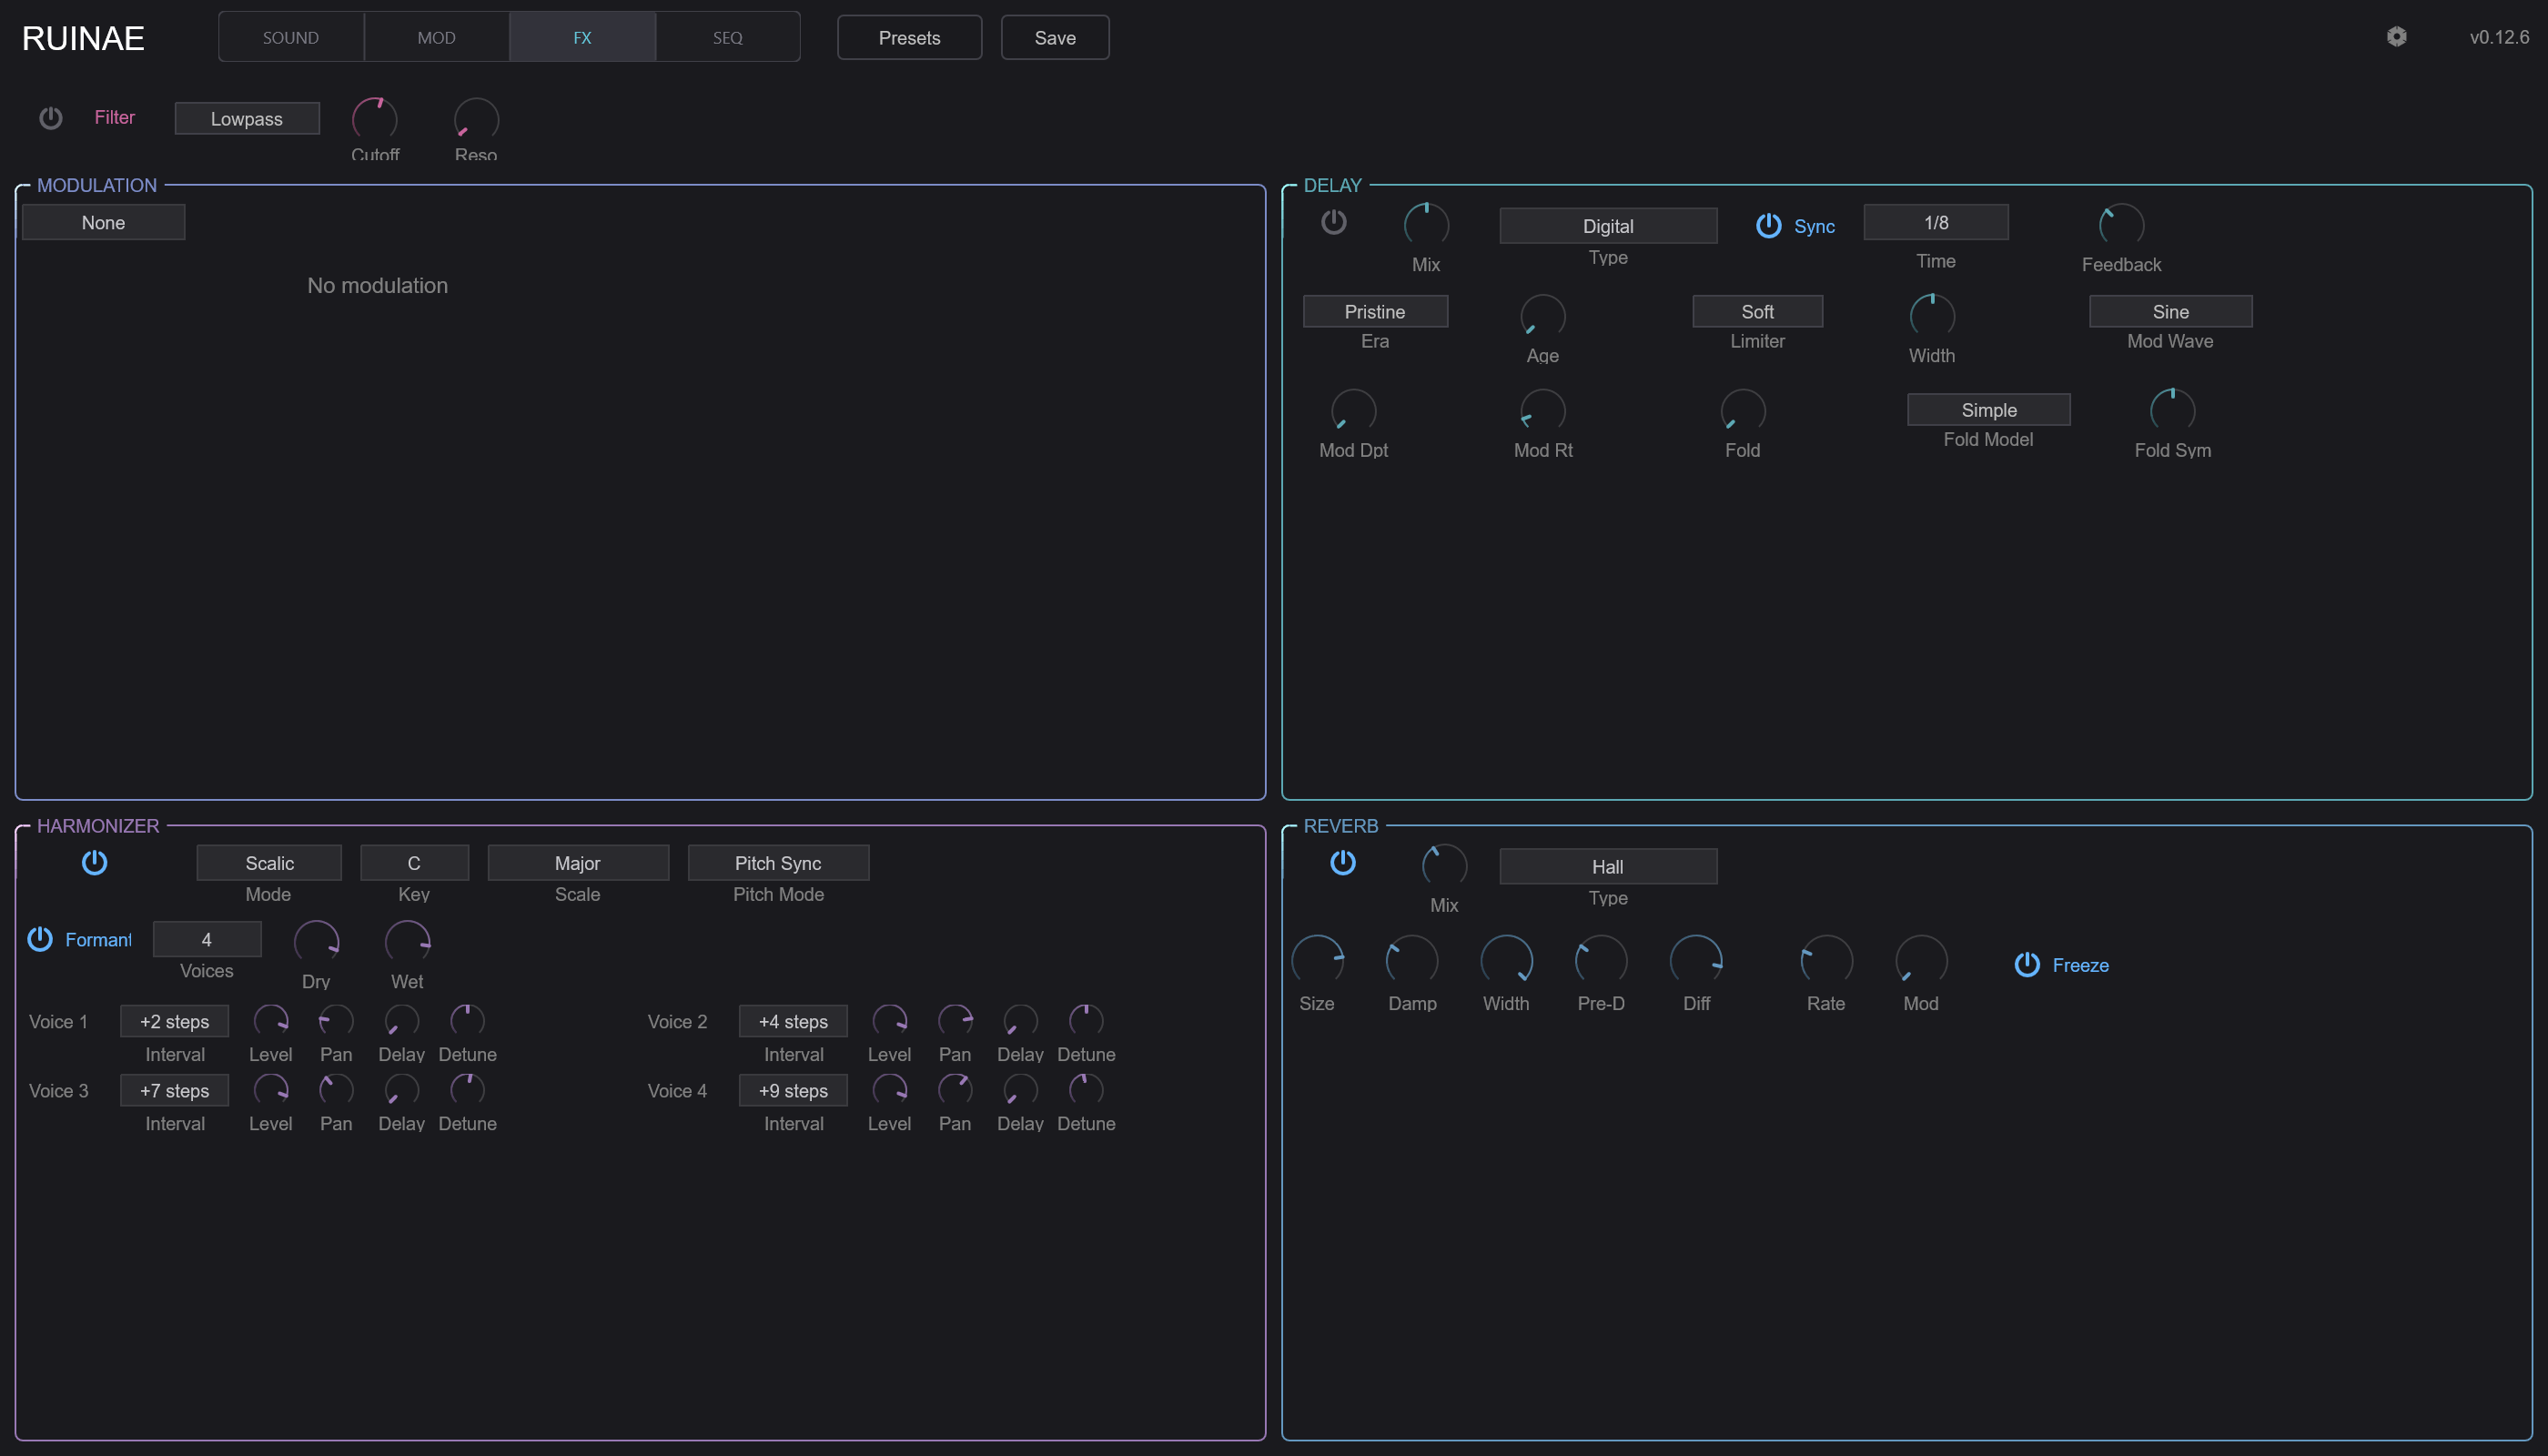 RUINAE SOUND MOD FX SEQ Presets Save v0.12.6
Filter Lowpass
Cutoff Reso
MODULATION
None
No modulation
DELAY
Digital Sync 1/8
Mix Type Time Feedback
Pristine Soft Sine
Era Age Limiter Width Mod Wave
Simple
Mod Dpt Mod Rt Fold Fold Model Fold Sym
HARMONIZER
Scalic C Major Pitch Sync
Mode Key Scale Pitch Mode
Formant 4
Voices Dry Wet
Voice 1 +2 steps Voice 2 +4 steps
Interval Level Pan Delay Detune Interval Level Pan Delay Detune
Voice 3 +7 steps Voice 4 +9 steps
Interval Level Pan Delay Detune Interval Level Pan Delay Detune
REVERB
Hall
Mix Type
Freeze
Size Damp Width Pre-D Diff Rate Mod